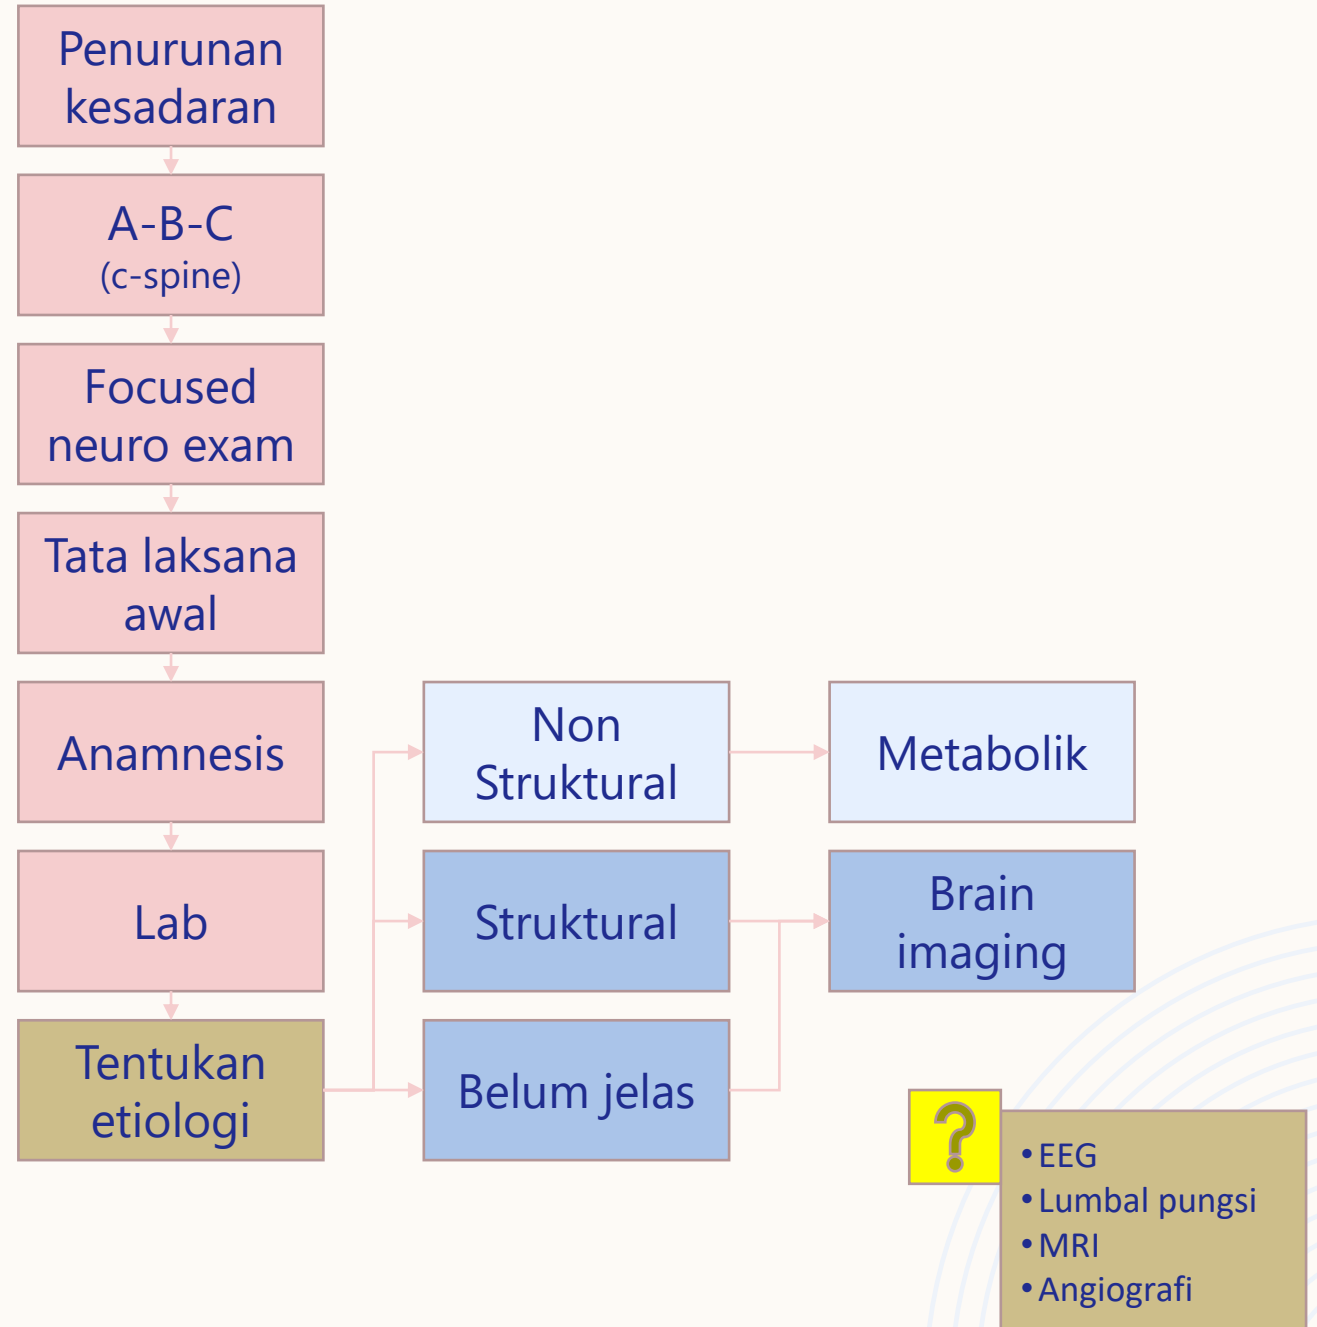 Penurunan
kesadaran
A-B-C
(c-spine)
Focused
neuro exam
Tata laksana
awal
Anamnesis
Lab
Tentukan
etiologi
Non
Struktural
Metabolik
Struktural
Brain
imaging
Belum jelas
?
• EEG
• Lumbal pungsi
• MRI
• Angiografi